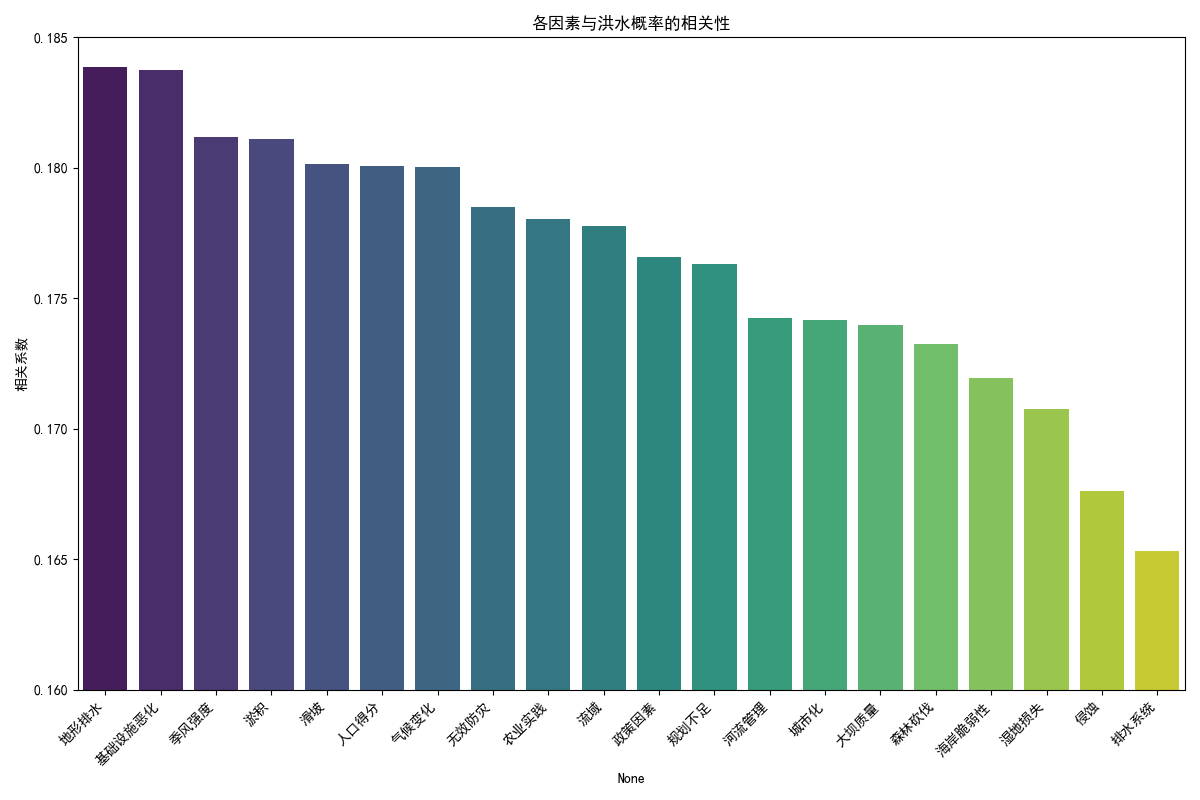 各因素与洪水概率的相关性
相关系数
0.185
0.180
0.175
0.170
0.165
0.160
地形排水
基础设施恶化
季风强度
淤积
滑坡
人口得分
气候变化
无效防灾
农业实践
流域
政策因素
规划不足
河流管理
城市化
大坝质量
森林砍伐
海岸脆弱性
湿地损失
侵蚀
排水系统
None